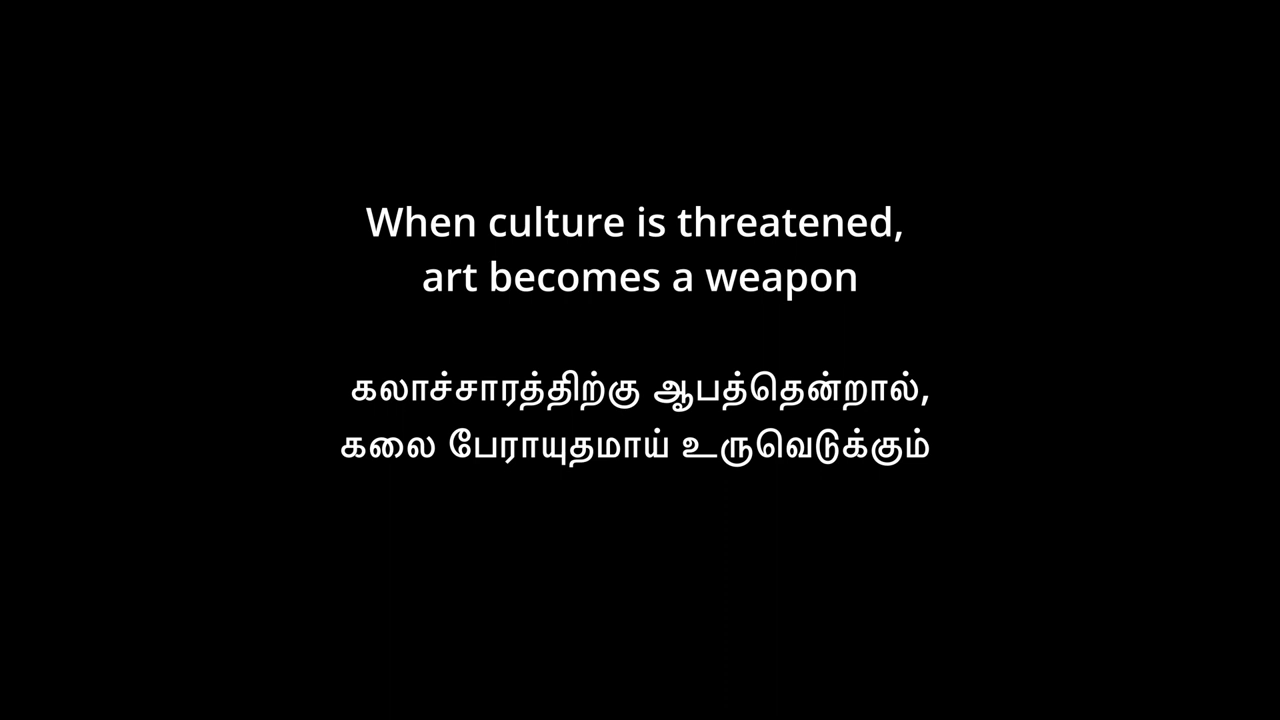 When culture is threatened,
art becomes a weapon
கலாச்சாரத்திற்கு ஆபத்தென்றால்,
கலை பேராயுதமாய் உருவெடுக்கும்